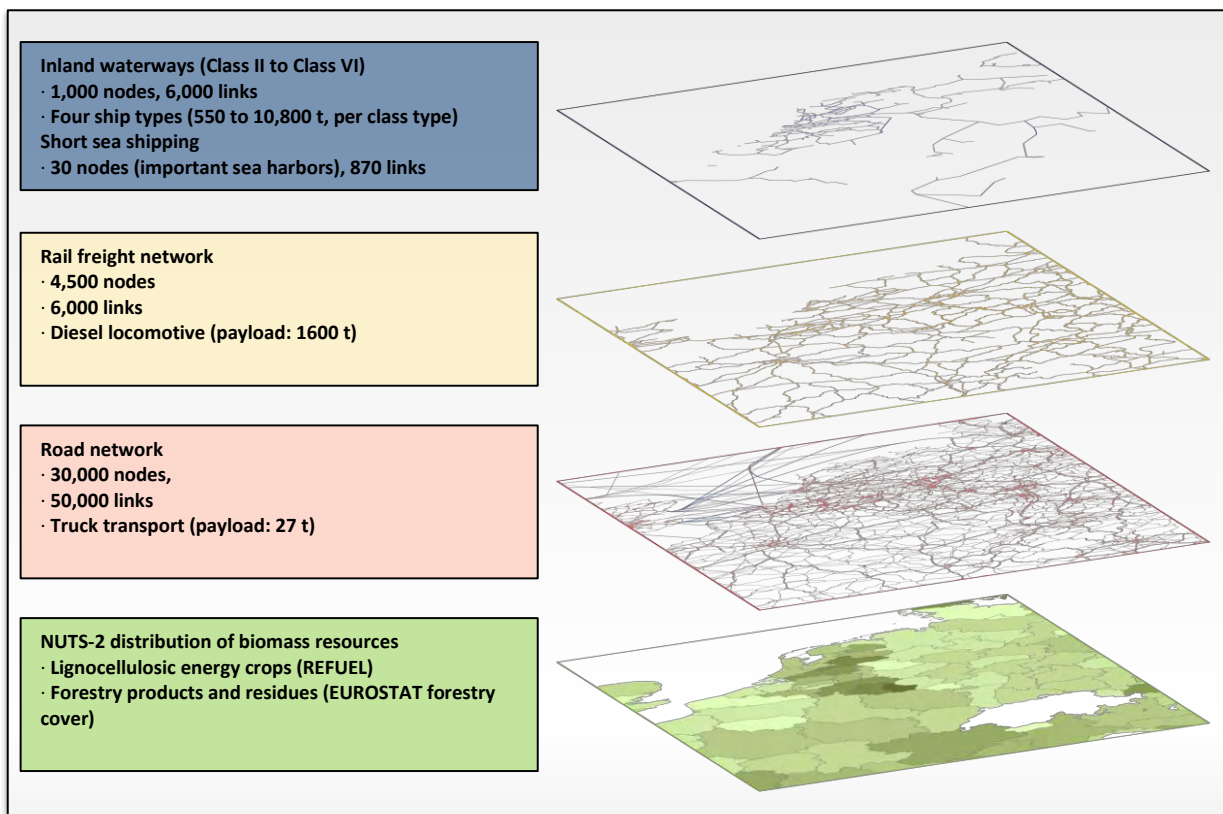 Inland waterways (Class II to Class VI)
· 1,000 nodes, 6,000 links
· Four ship types (550 to 10,800 t, per class type)
Short sea shipping
· 30 nodes (important sea harbors), 870 links
Rail freight network
· 4,500 nodes
· 6,000 links
· Diesel locomotive (payload: 1600 t)
Road network
· 30,000 nodes,
· 50,000 links
· Truck transport (payload: 27 t)
NUTS-2 distribution of biomass resources
· Lignocellulosic energy crops (REFUEL)
· Forestry products and residues (EUROSTAT forestry
cover)